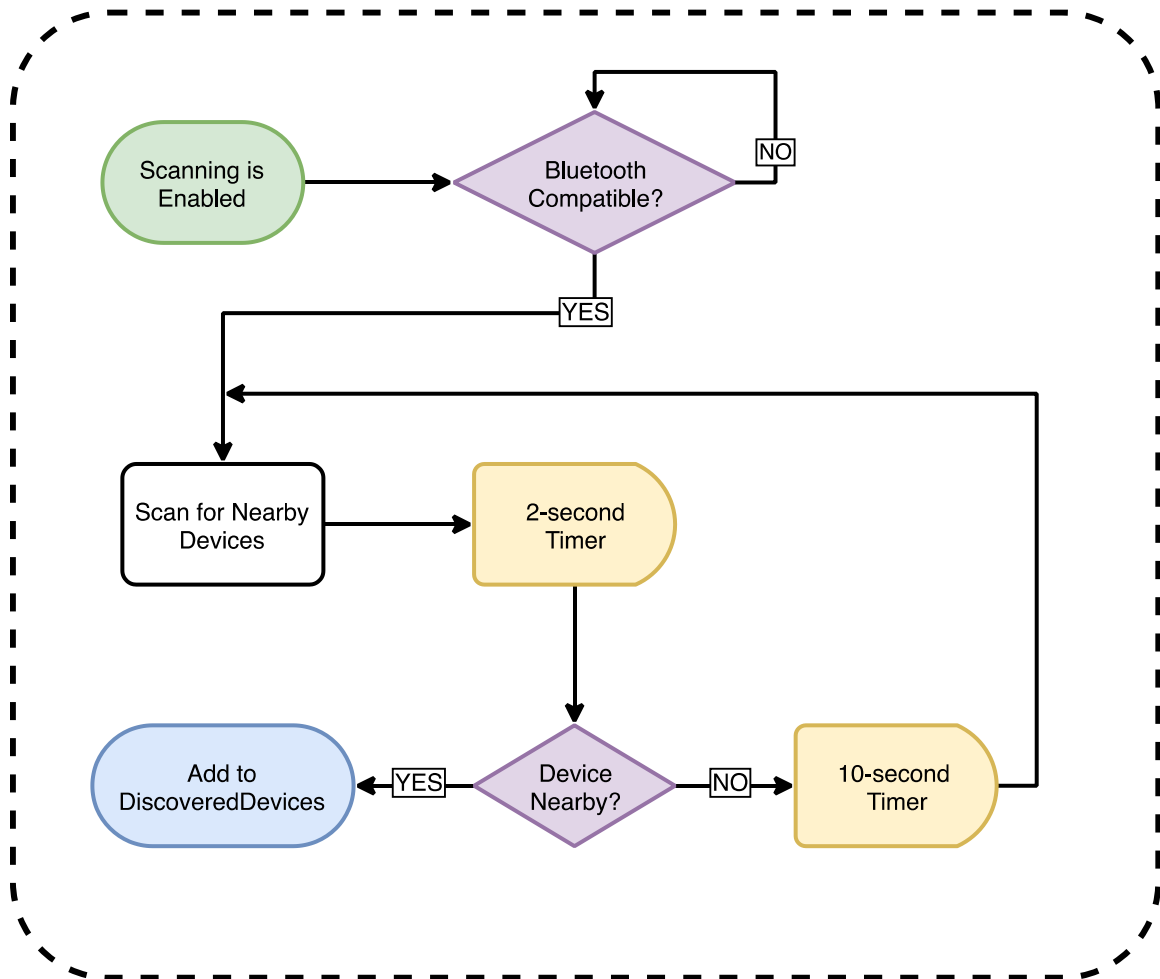 Scanning is
Enabled
Bluetooth
Compatible?
NO
YES
Scan for Nearby
Devices
2-second
Timer
Add to
DiscoveredDevices
YES
Device
Nearby?
NO
10-second
Timer